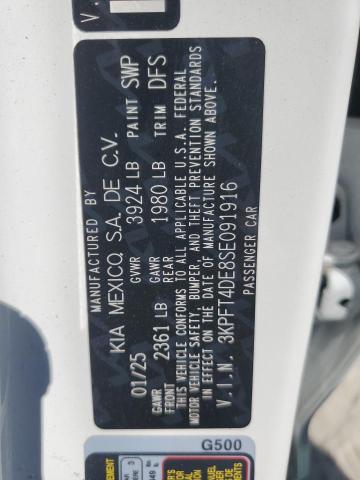 MANUFACTURED BY
KIA MEXICO, S.A. DE C.V.
01/25 GVWR 3924 LB PAINT SWP
GAWR FRONT 2361 LB GAWR REAR 1980 LB TRIM DFS
THIS VEHICLE CONFORMS TO ALL APPLICABLE U.S.A. FEDERAL
MOTOR VEHICLE SAFETY, BUMPER, AND THEFT PREVENTION STANDARDS
IN EFFECT ON THE DATE OF MANUFACTURE SHOWN ABOVE.
V.I.N. 3KPFT4DE8SE091916
PASSENGER CAR
G500